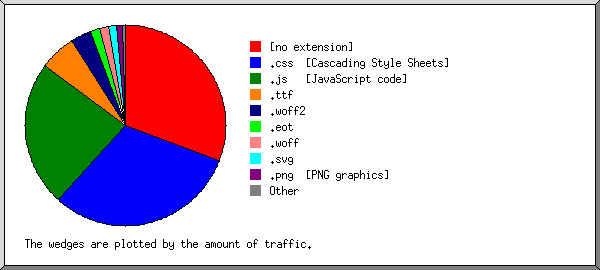 [no extension]
.css [Cascading Style Sheets]
.js [JavaScript code]
.ttf
.woff2
.eot
.woff
.svg
.png [PNG graphics]
Other
The wedges are plotted by the amount of traffic.